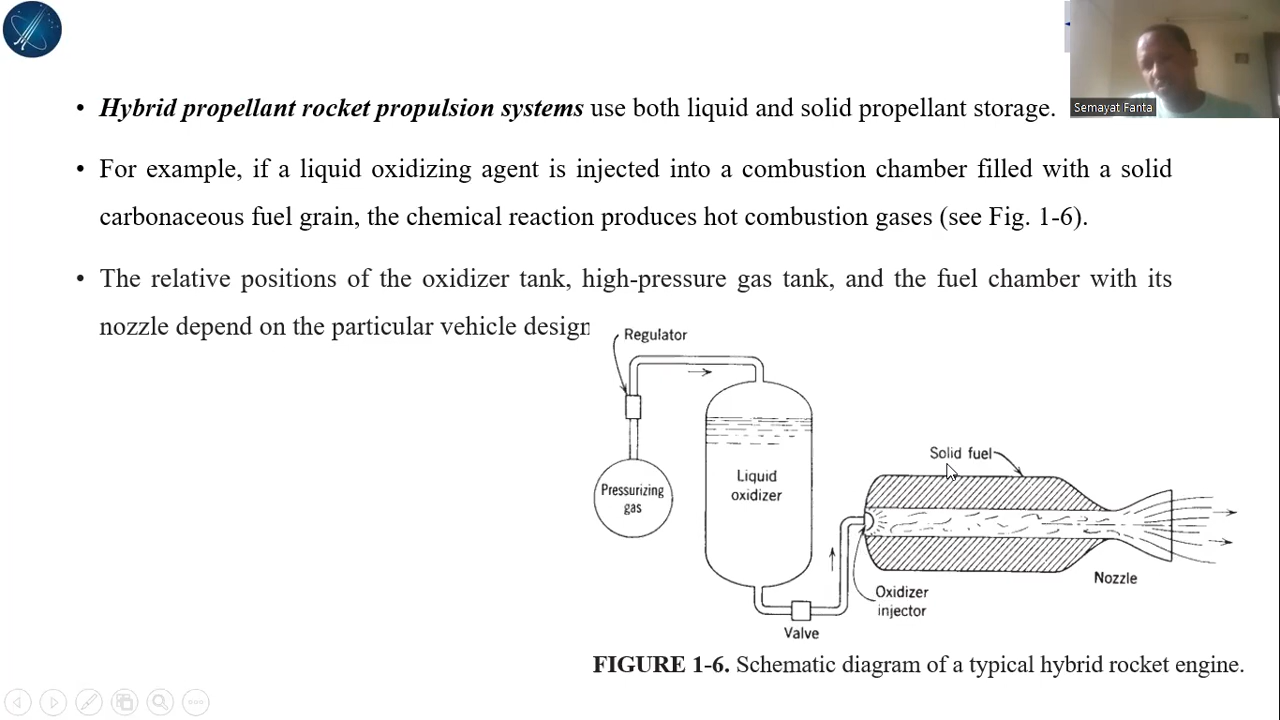 • Hybrid propellant rocket propulsion systems use both liquid and solid propellant storage.
Semayat Fanta
• For example, if a liquid oxidizing agent is injected into a combustion chamber filled with a solid
carbonaceous fuel grain, the chemical reaction produces hot combustion gases (see Fig. 1-6).
• The relative positions of the oxidizer tank, high-pressure gas tank, and the fuel chamber with its
nozzle depend on the particular vehicle design
Regulator
Pressurizing
gas
Liquid
oxidizer
Solid fuel
Nozzle
Oxidizer
injector
Valve
FIGURE 1-6. Schematic diagram of a typical hybrid rocket engine.